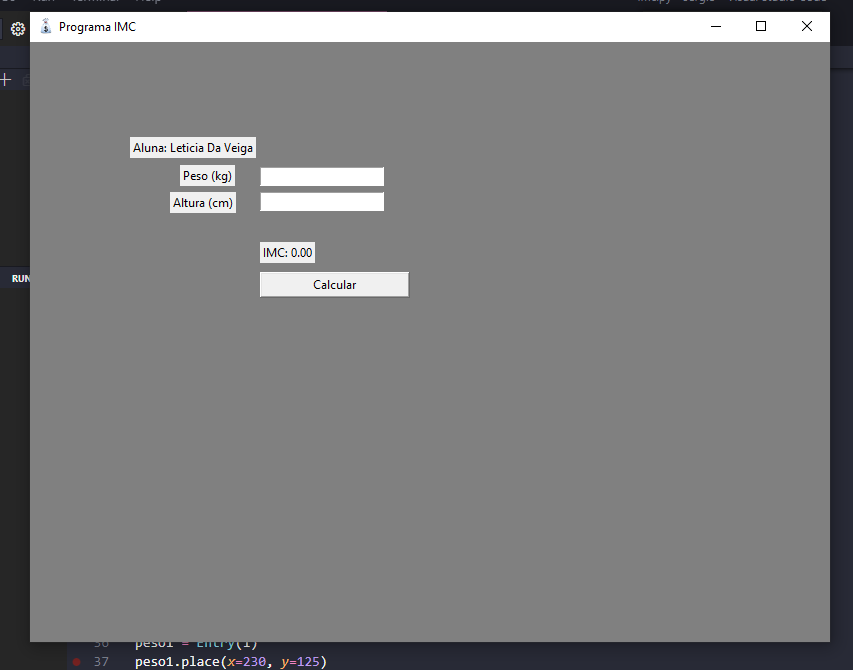 Programa IMC
Aluna: Leticia Da Veiga
Peso (kg)
Altura (cm)
IMC: 0.00
Calcular
RUN
36 peso1 = Entry(i)
37 peso1.place(x=230, y=125)